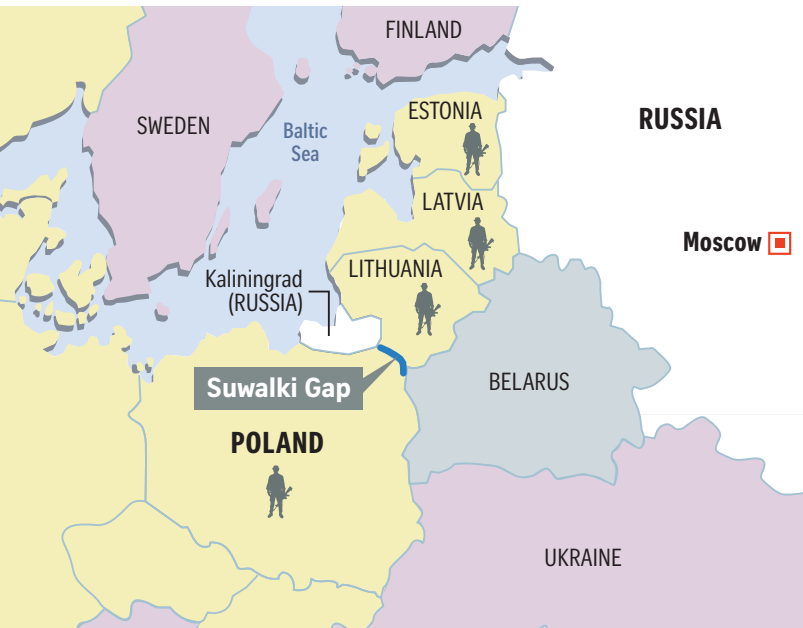 FINLAND
SWEDEN
Baltic
Sea
ESTONIA
RUSSIA
LATVIA
Moscow
LITHUANIA
Kaliningrad
(RUSSIA)
Suwalki Gap
BELARUS
POLAND
UKRAINE